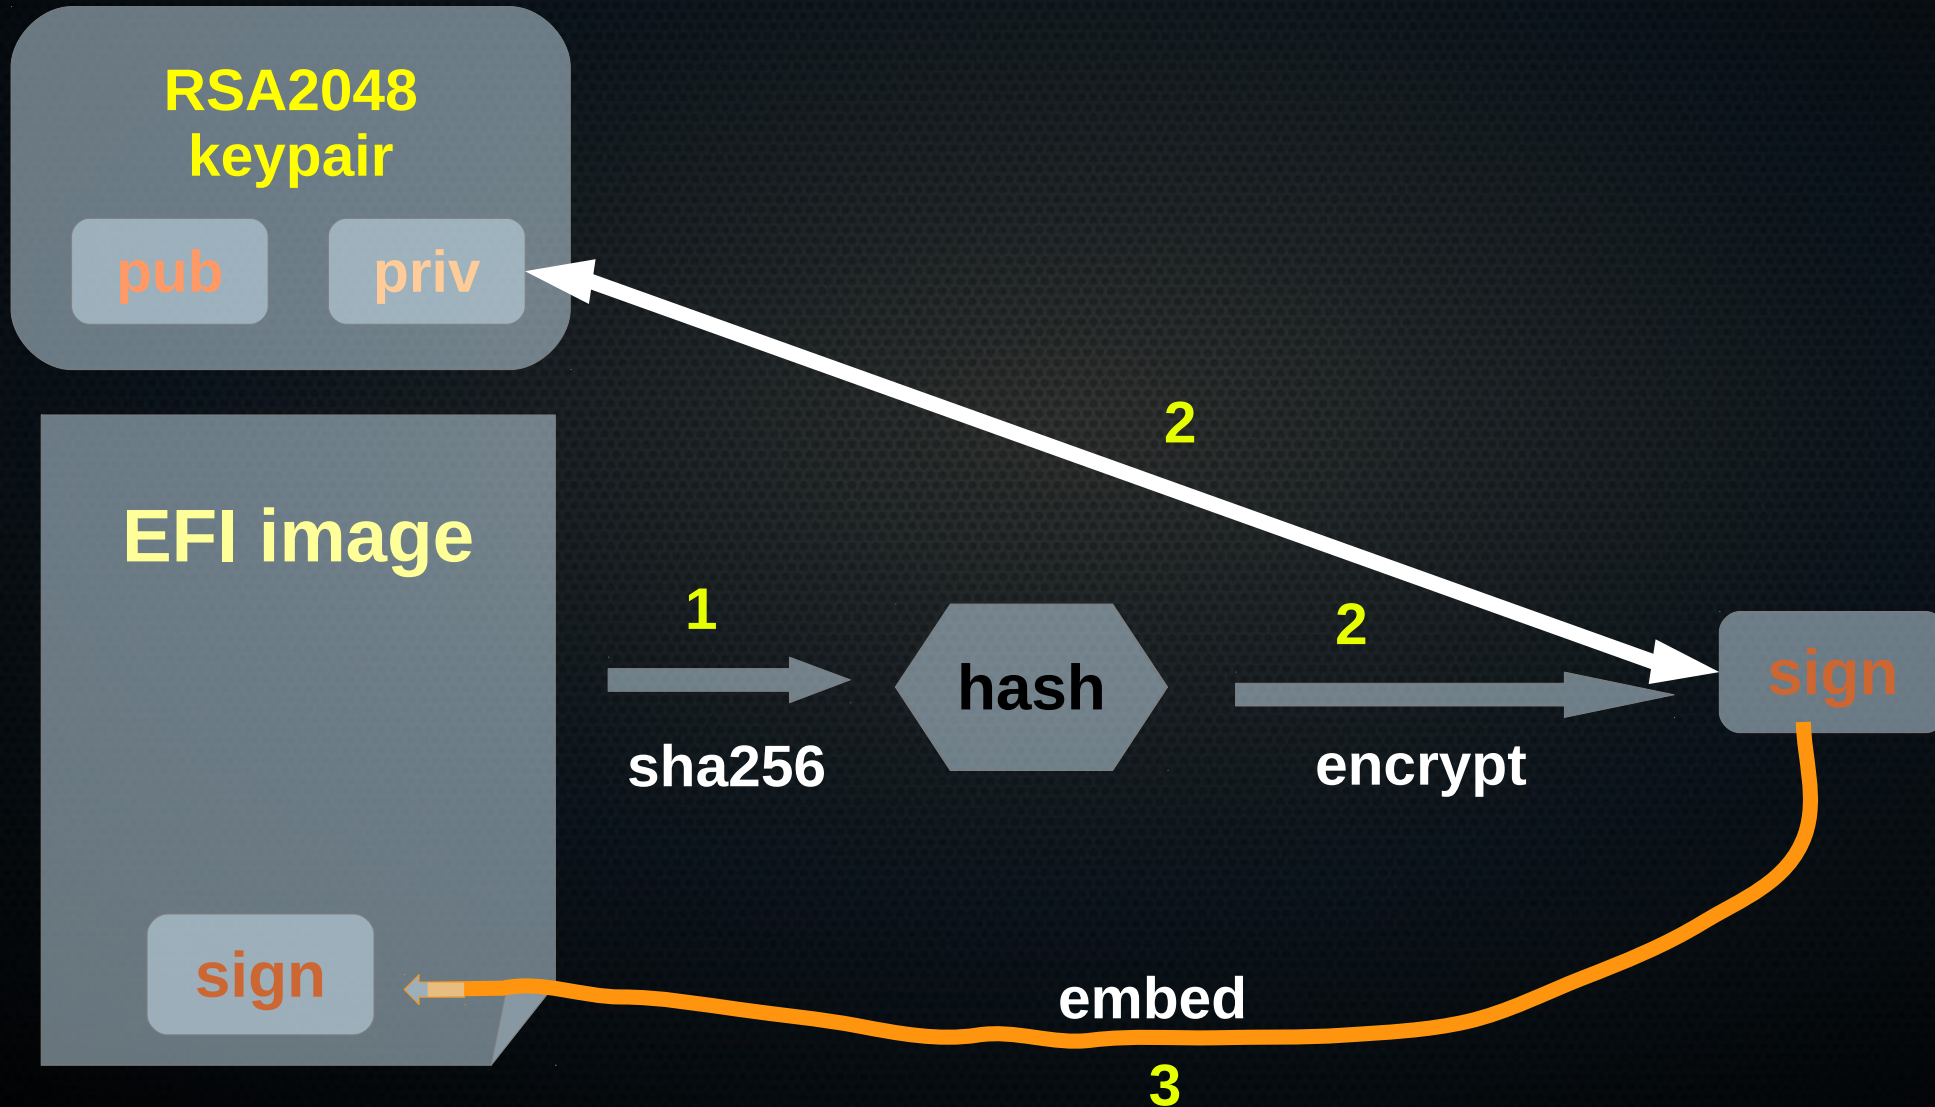 RSA2048
keypair
pub
priv
2
EFI image
1
2
hash
sign
sha256
encrypt
sign
embed
3